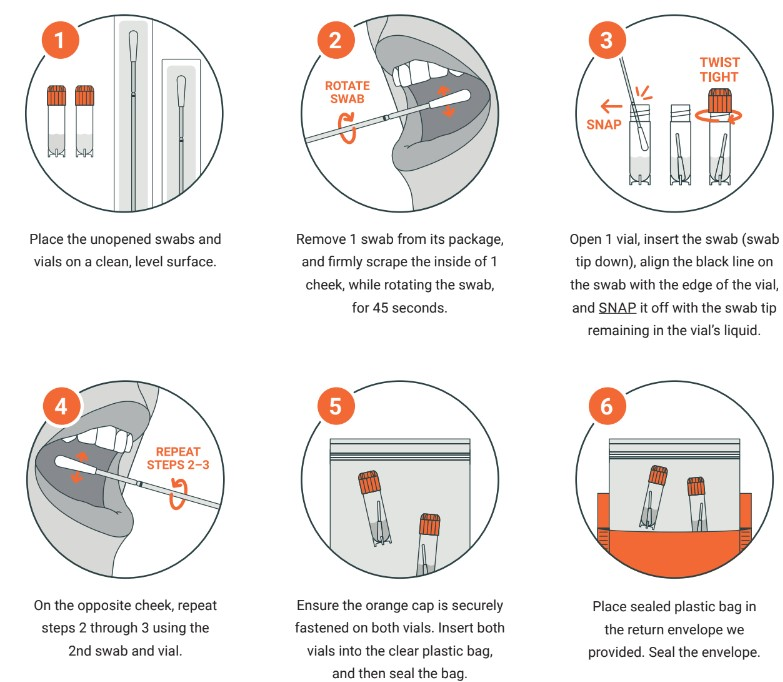 1
Place the unopened swabs and
vials on a clean, level surface.
2
ROTATE
SWAB
Remove 1 swab from its package,
and firmly scrape the inside of 1
cheek, while rotating the swab,
for 45 seconds.
3
SNAP
TWIST
TIGHT
Open 1 vial, insert the swab (swab
tip down), align the black line on
the swab with the edge of the vial,
and SNAP it off with the swab tip
remaining in the vial's liquid.
4
REPEAT
STEPS 2–3
On the opposite cheek, repeat
steps 2 through 3 using the
2nd swab and vial.
5
Ensure the orange cap is securely
fastened on both vials. Insert both
vials into the clear plastic bag,
and then seal the bag.
6
Place sealed plastic bag in
the return envelope we
provided. Seal the envelope.